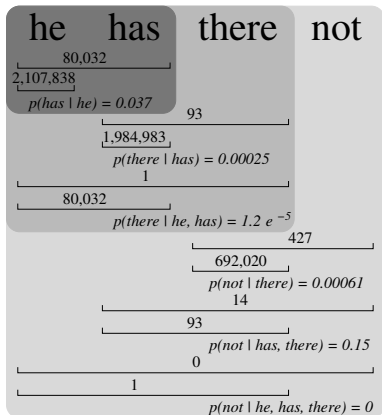 he has there not
80,032
2,107,838
p(has | he) = 0.037
93
1,984,983
p(there | has) = 0.00025
1
80,032
p(there | he, has) = 1.2 e⁻⁵
427
692,020
p(not | there) = 0.00061
14
93
p(not | has, there) = 0.15
0
1
p(not | he, has, there) = 0